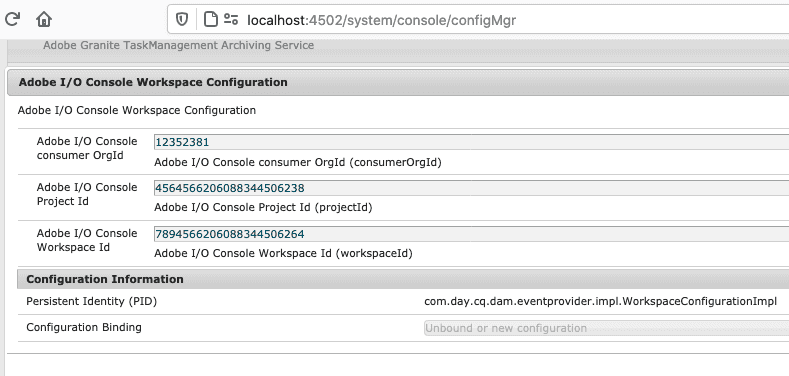 localhost:4502/system/console/configMgr
Adobe Granite TaskManagement Archiving Service
Adobe I/O Console Workspace Configuration
Adobe I/O Console Workspace Configuration
Adobe I/O Console
consumer OrgId
12352381
Adobe I/O Console consumer OrgId (consumerOrgId)
Adobe I/O Console
Project Id
4564566206088344506238
Adobe I/O Console Project Id (projectId)
Adobe I/O Console
Workspace Id
7894566206088344506264
Adobe I/O Console Workspace Id (workspaceId)
Configuration Information
Persistent Identity (PID)
com.day.cq.dam.eventprovider.impl.WorkspaceConfigurationImpl
Configuration Binding
Unbound or new configuration